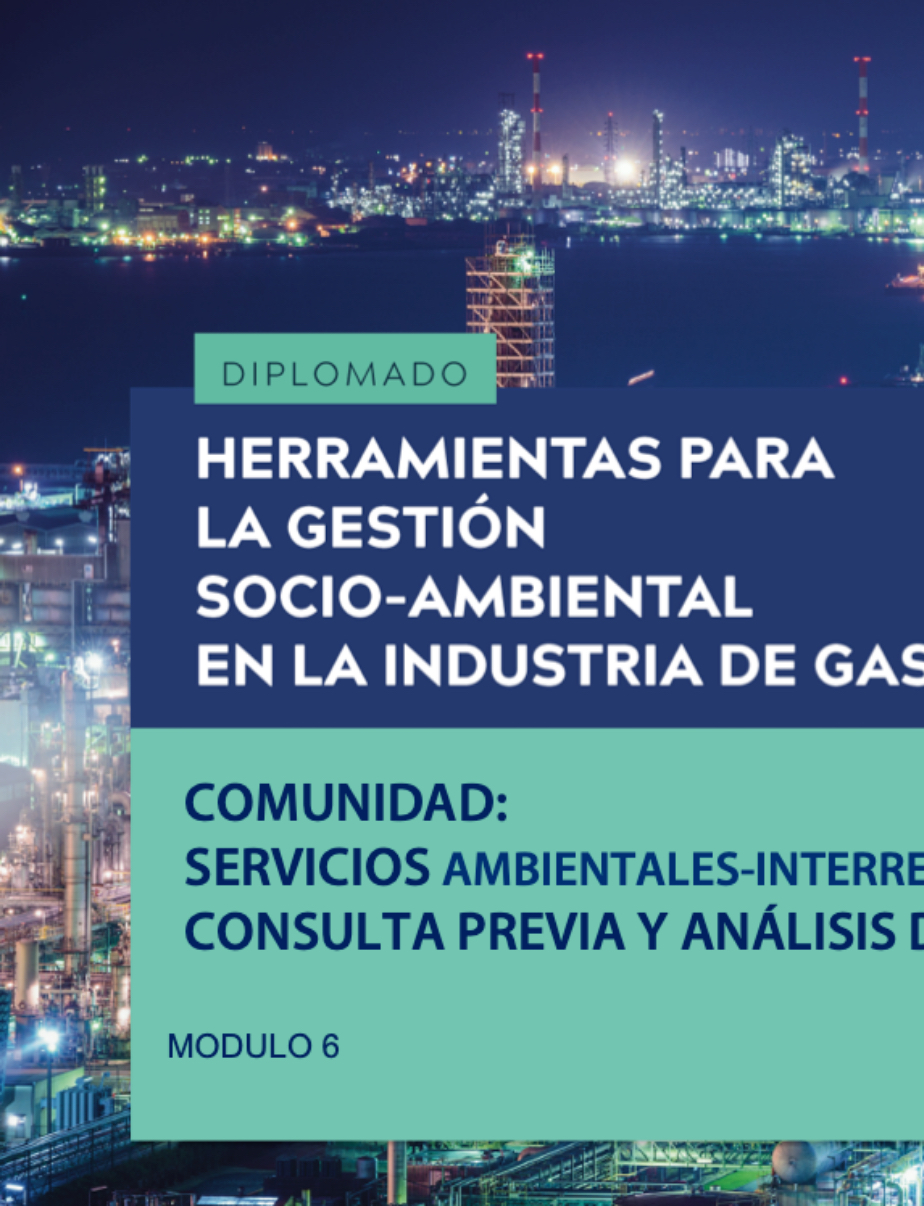 DIPLOMADO
HERRAMIENTAS PARA
LA GESTIÓN
SOCIO-AMBIENTAL
EN LA INDUSTRIA DE GAS
COMUNIDAD:
SERVICIOS AMBIENTALES-INTERRE
CONSULTA PREVIA Y ANÁLISIS D
MODULO 6